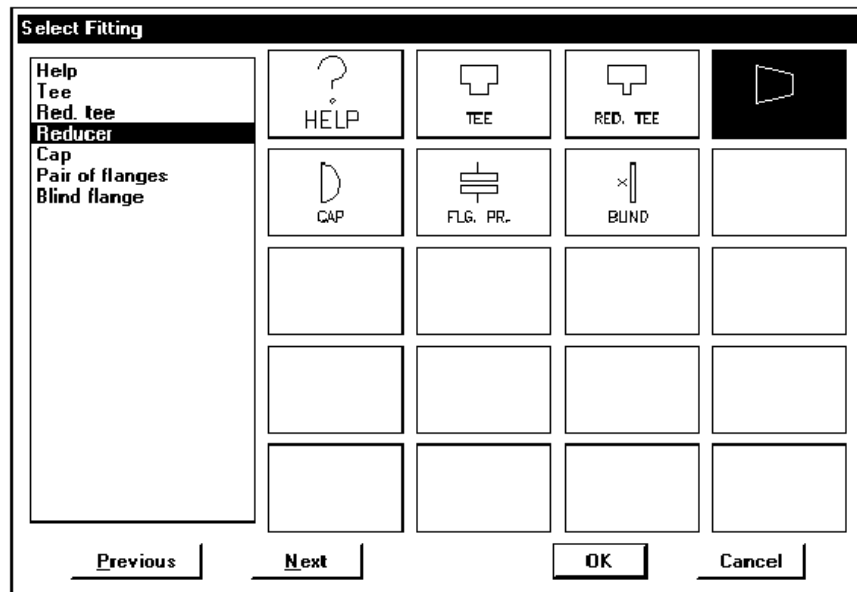 Select Fitting
Help
Tee
Red. tee
Reducer
Cap
Pair of flanges
Blind flange
HELP
TEE
RED. TEE
CAP
FLG. PR.
BLIND
Previous
Next
OK
Cancel